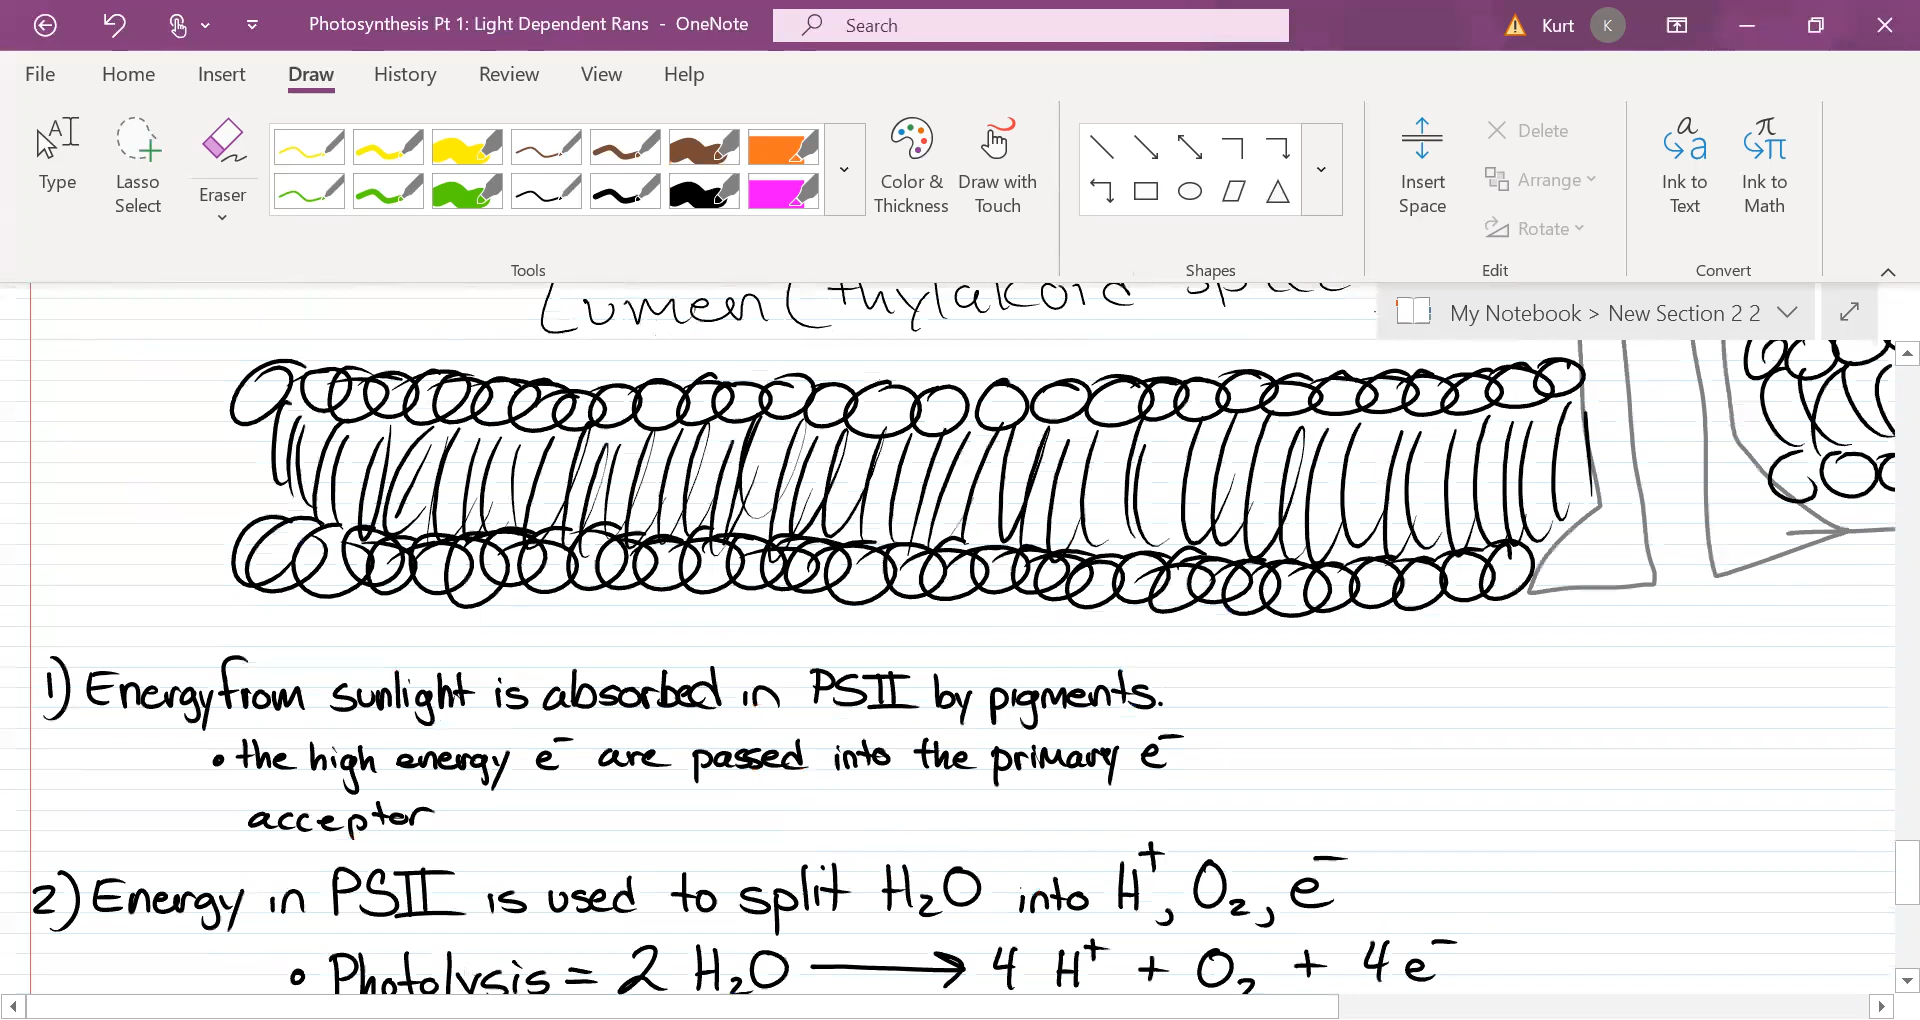 Photosynthesis Pt 1: Light Dependent Rans - OneNote
Search
Kurt
K
File Home Insert Draw History Review View Help
Type
Lasso Select
Eraser
Color & Thickness
Draw with Touch
Insert Space
Delete
Arrange
Rotate
Ink to Text
Ink to Math
Tools
Shapes
Edit
Convert
My Notebook > New Section 2 2
Lumen (thylakoid space
1) Energy from sunlight is absorbed in PSII by pigments.
• the high energy e⁻ are passed into the primary e⁻
acceptor
2) Energy in PSII is used to split H₂O into H⁺, O₂, e⁻
• Photolysis = 2 H₂O ⟶ 4 H⁺ + O₂ + 4e⁻